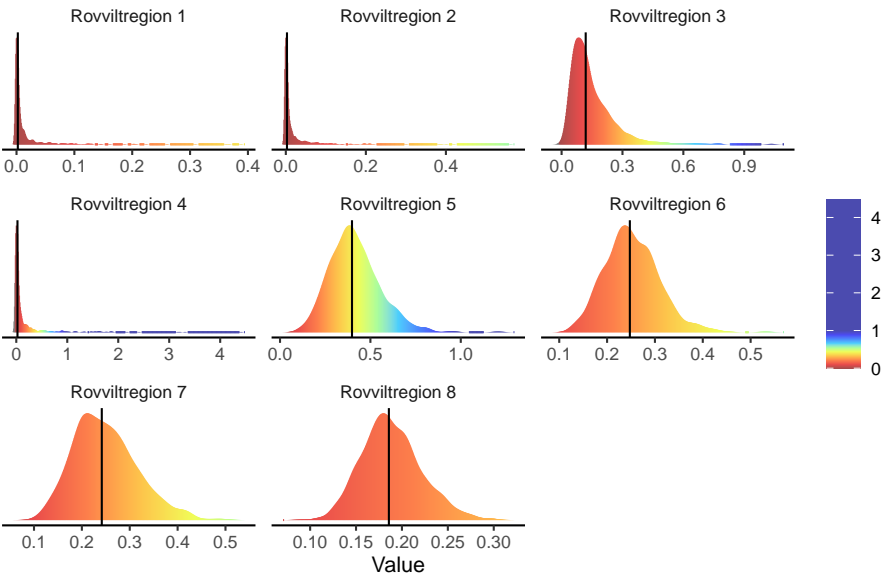 Rovviltregion 1 Rovviltregion 2 Rovviltregion 3
0.0 0.1 0.2 0.3 0.4 0.0 0.2 0.4 0.0 0.3 0.6 0.9
Rovviltregion 4 Rovviltregion 5 Rovviltregion 6
0 1 2 3 4 0.0 0.5 1.0 0.1 0.2 0.3 0.4 0.5
4
3
2
1
0
Rovviltregion 7 Rovviltregion 8
0.1 0.2 0.3 0.4 0.5 0.10 0.15 0.20 0.25 0.30
Value